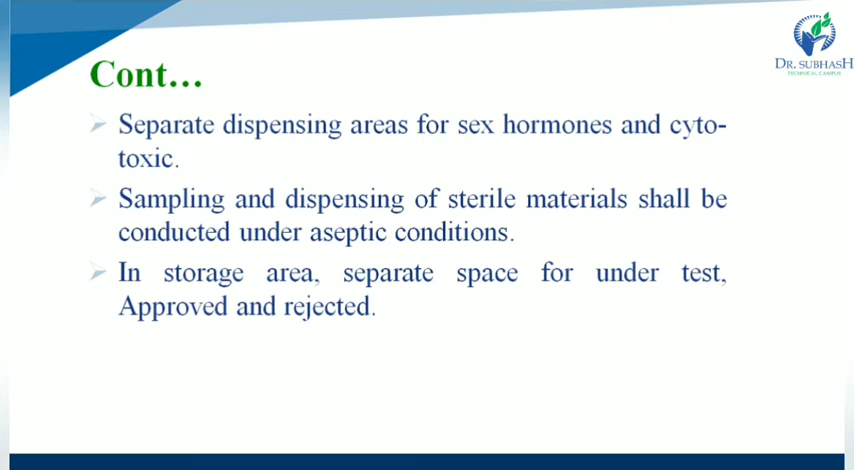 DR. SUBHASH
TECHNICAL CAMPUS
Cont…
Separate dispensing areas for sex hormones and cyto-
toxic.
Sampling and dispensing of sterile materials shall be
conducted under aseptic conditions.
In storage area, separate space for under test,
Approved and rejected.